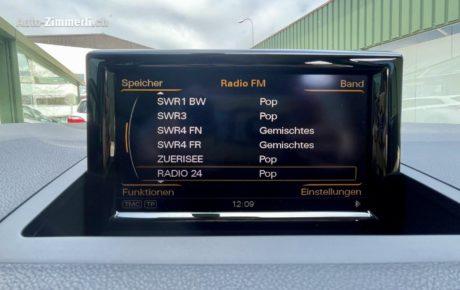 Auto-Zimmerli.ch
Speicher Radio FM Band
SWR1 BW Pop
SWR3 Pop
SWR4 FN Gemischtes
SWR4 FR Gemischtes
ZUERISEE Pop
RADIO 24 Pop
Funktionen Einstellungen
TMC TP 12:09